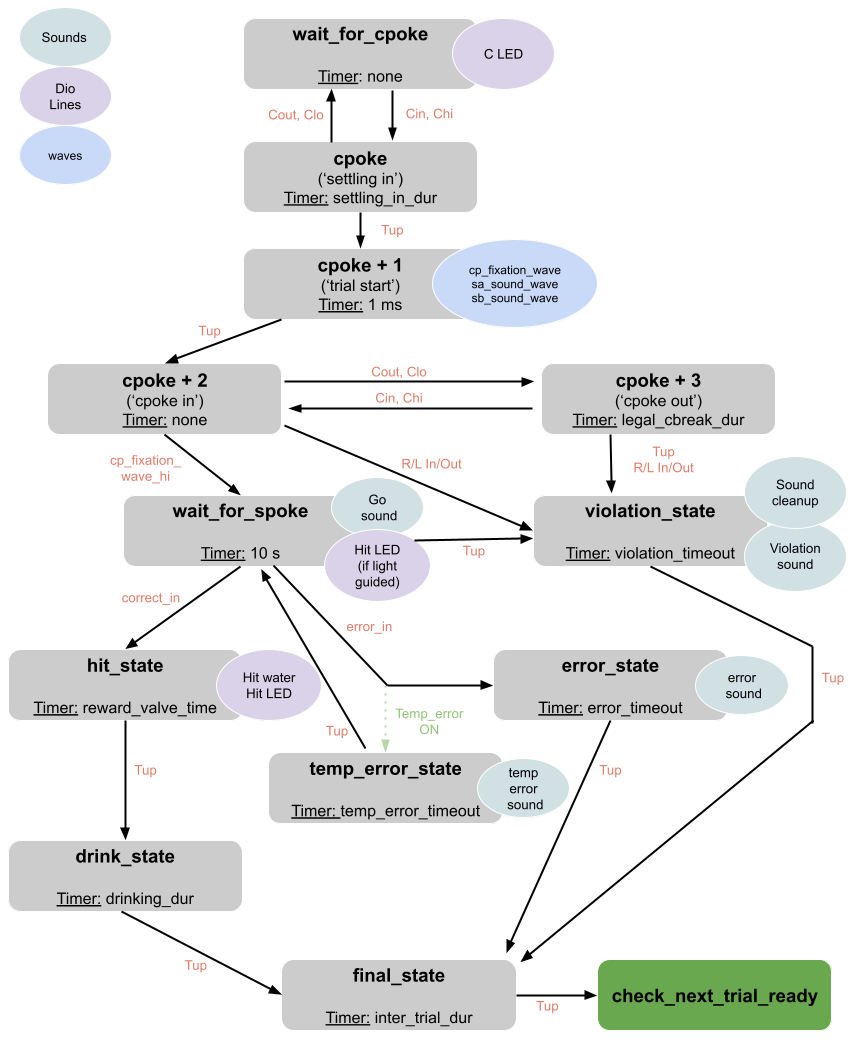 Sounds
Dio
Lines
waves
wait_for_cpoke
Timer: none
C LED
Cout, Clo
Cin, Chi
cpoke
(‘settling in’)
Timer: settling_in_dur
Tup
cpoke + 1
(‘trial start’)
Timer: 1 ms
cp_fixation_wave
sa_sound_wave
sb_sound_wave
Tup
cpoke + 2
(‘cpoke in’)
Timer: none
Cout, Clo
Cin, Chi
cpoke + 3
(‘cpoke out’)
Timer: legal_cbreak_dur
cp_fixation_
wave_hi
R/L In/Out
Tup
R/L In/Out
wait_for_spoke
Timer: 10 s
Go
sound
Hit LED
(if light
guided)
Tup
violation_state
Timer: violation_timeout
Sound
cleanup
Violation
sound
correct_in
error_in
hit_state
Timer: reward_valve_time
Hit water
Hit LED
Tup
Temp_error
ON
error_state
Timer: error_timeout
error
sound
Tup
Tup
temp_error_state
Timer: temp_error_timeout
temp
error
sound
Tup
drink_state
Timer: drinking_dur
Tup
final_state
Timer: inter_trial_dur
Tup
check_next_trial_ready